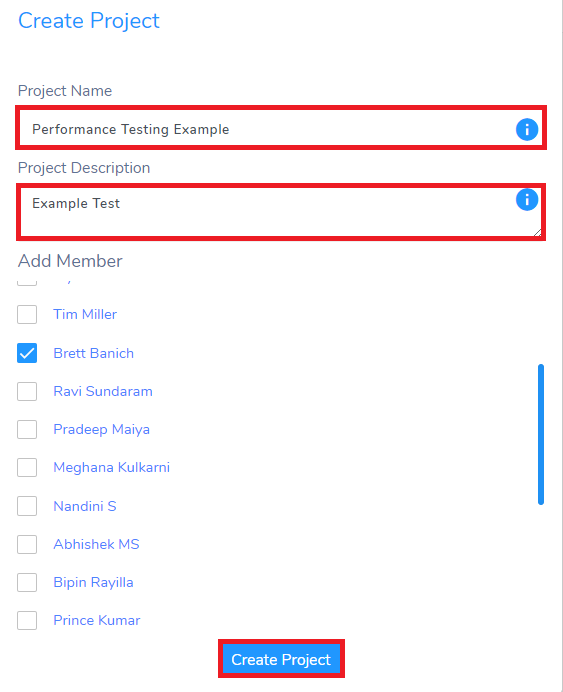 Create Project
Project Name
Performance Testing Example
i
Project Description
Example Test
i
Add Member
Tim Miller
Brett Banich
Ravi Sundaram
Pradeep Maiya
Meghana Kulkarni
Nandini S
Abhishek MS
Bipin Rayilla
Prince Kumar
Create Project